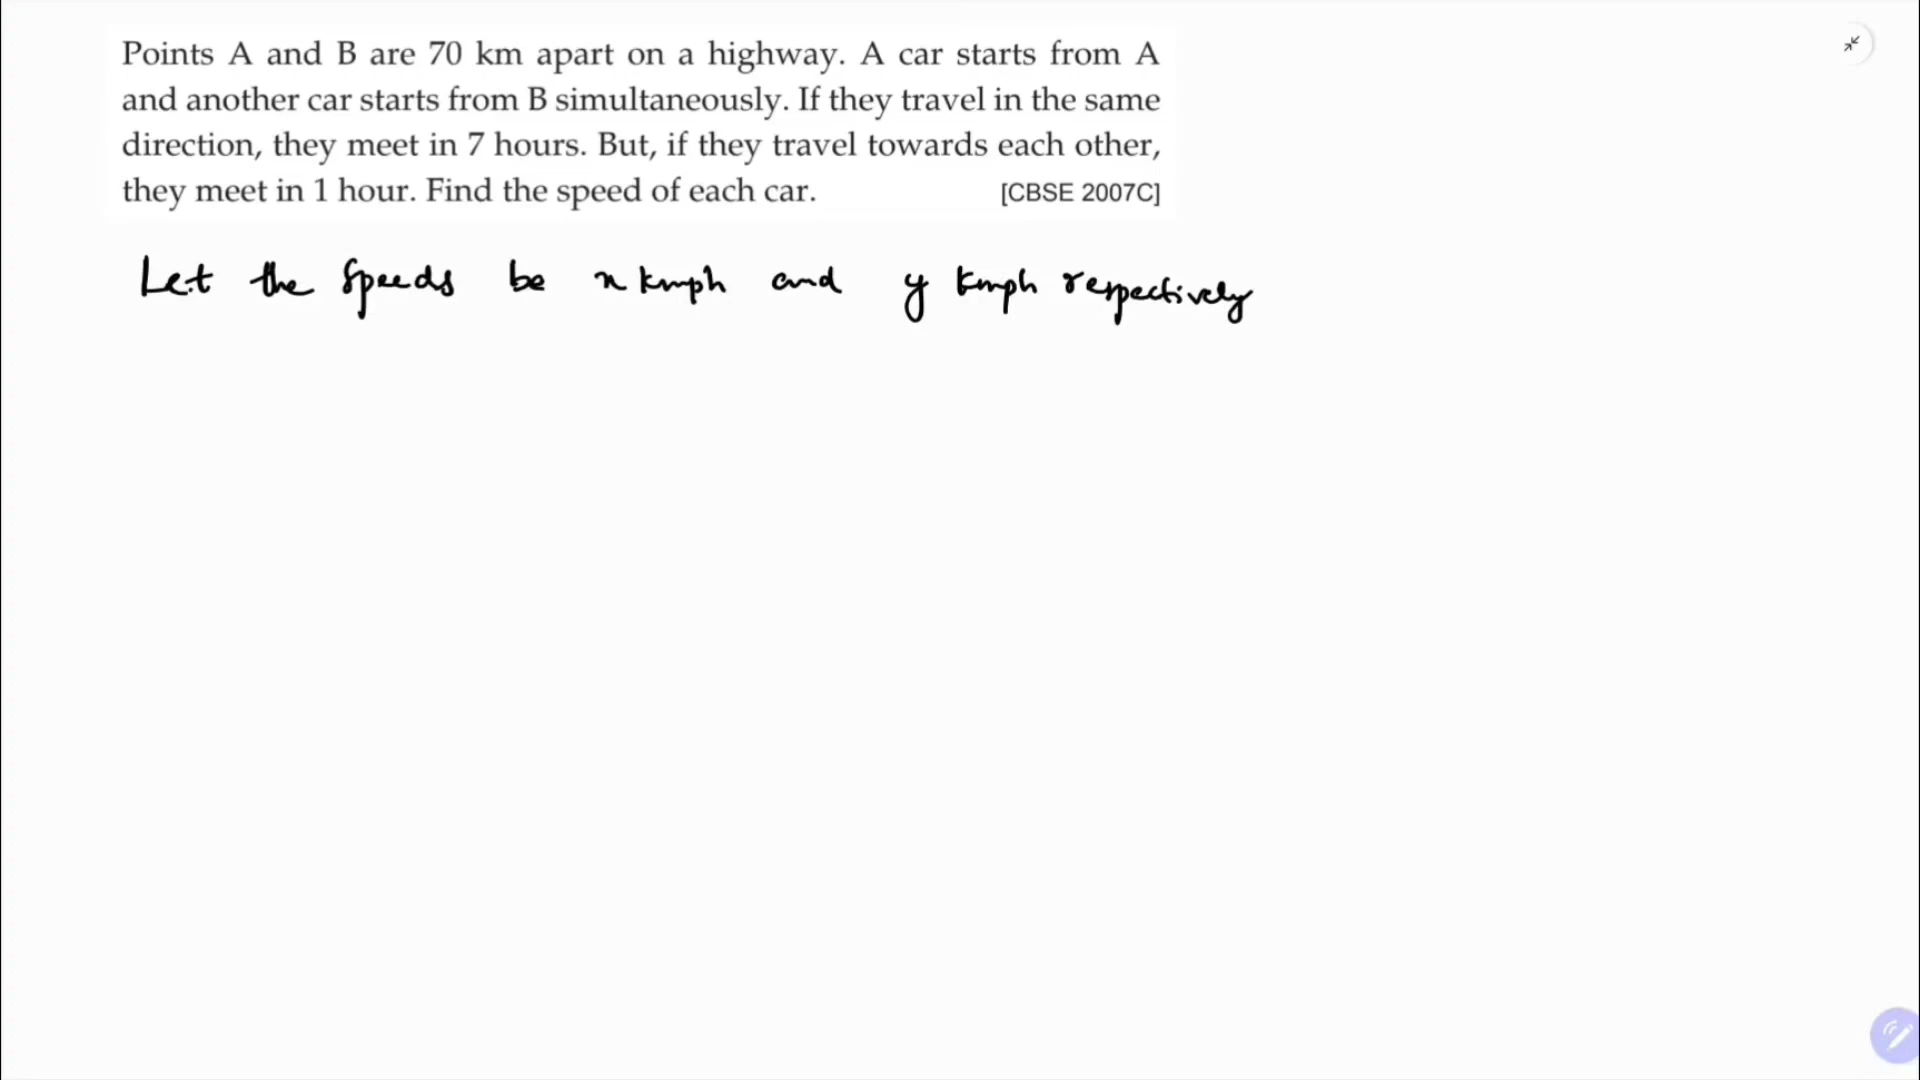 Points A and B are 70 km apart on a highway. A car starts from A
and another car starts from B simultaneously. If they travel in the same
direction, they meet in 7 hours. But, if they travel towards each other,
they meet in 1 hour. Find the speed of each car. [CBSE 2007C]
Let the speeds be x kmph and y kmph respectively